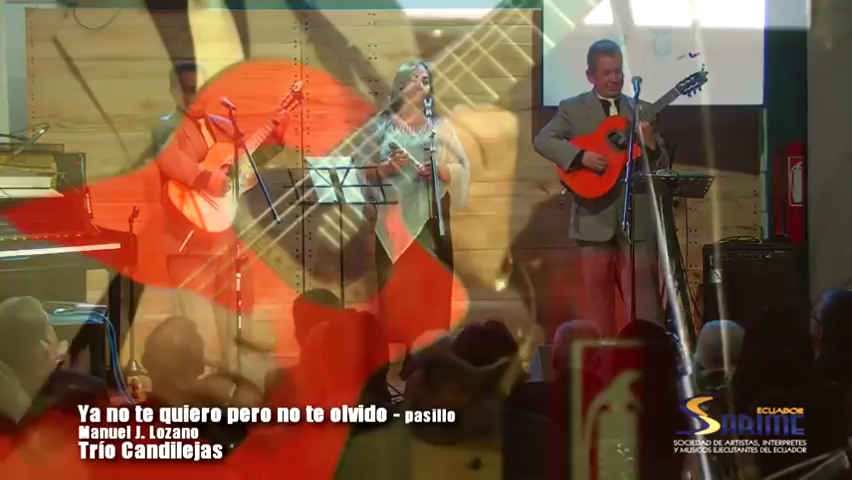 Ya no te quiero pero no te olvido - pasillo
Manuel J. Lozano
Trío Candilejas
ECUADOR
SARIME
SOCIEDAD DE ARTISTAS, INTERPRETES
Y MUSICOS EJECUTANTES DEL ECUADOR